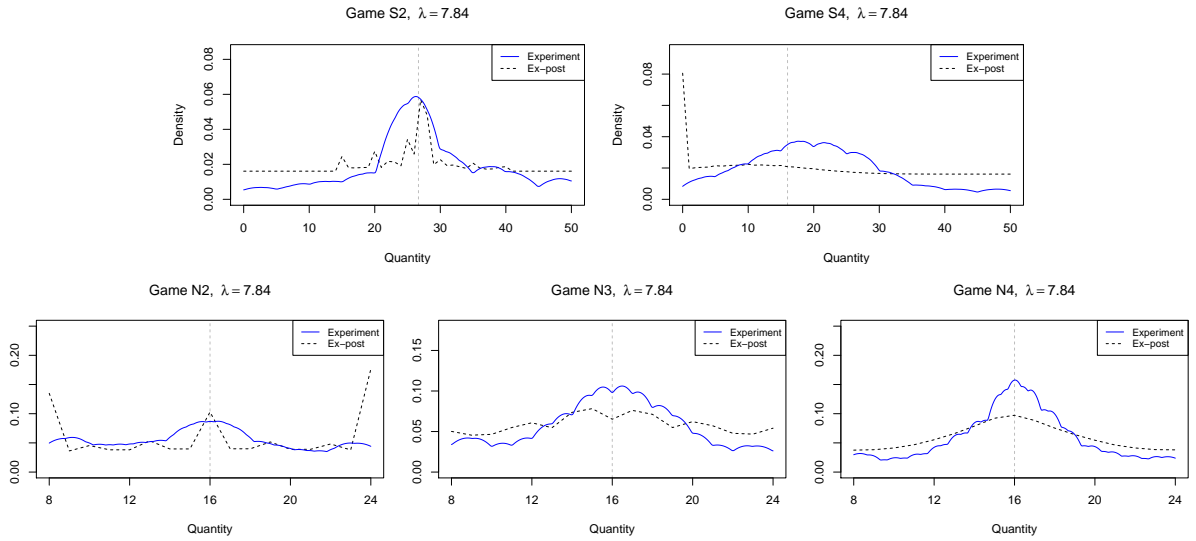 Game S2, λ = 7.84
Density
0.00 0.02 0.04 0.06 0.08
Experiment
Ex−post
0 10 20 30 40 50
Quantity
Game S4, λ = 7.84
Density
0.00 0.04 0.08
Experiment
Ex−post
0 10 20 30 40 50
Quantity
Game N2, λ = 7.84
0.00 0.05 0.10 0.20
Experiment
Ex−post
8 12 16 20 24
Quantity
Game N3, λ = 7.84
0.00 0.05 0.10 0.15
Experiment
Ex−post
8 12 16 20 24
Quantity
Game N4, λ = 7.84
0.00 0.10 0.20
Experiment
Ex−post
8 12 16 20 24
Quantity